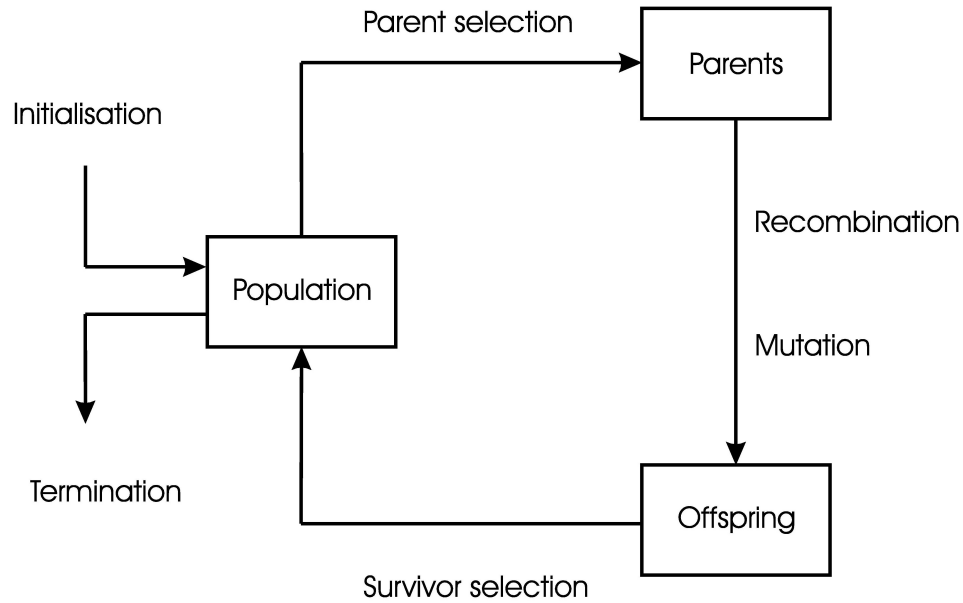 Parent selection
Parents
Initialisation
Recombination
Population
Mutation
Termination
Offspring
Survivor selection